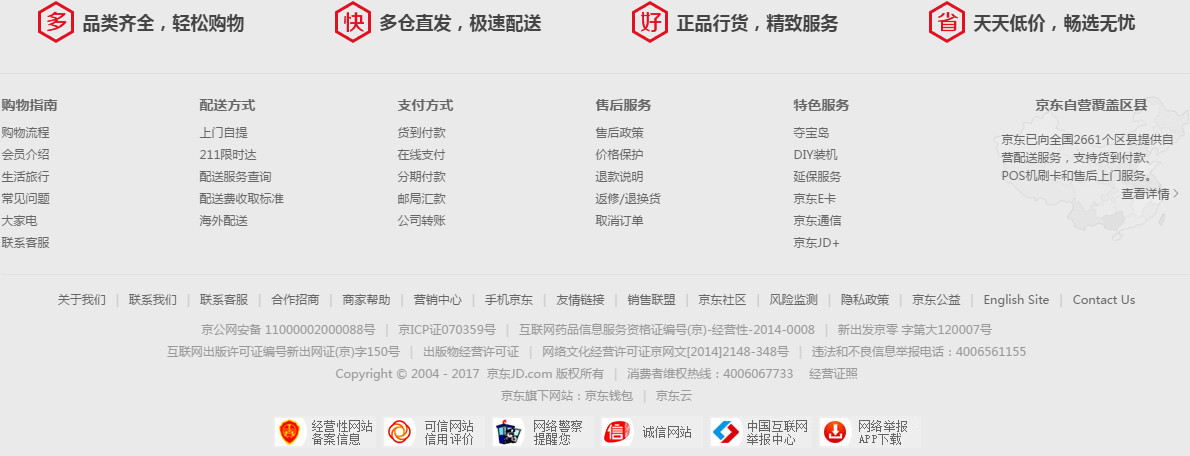 多 品类齐全，轻松购物 快 多仓直发，极速配送 好 正品行货，精致服务 省 天天低价，畅选无忧
购物指南
购物流程
会员介绍
生活旅行
常见问题
大家电
联系客服
配送方式
上门自提
211限时达
配送服务查询
配送费收取标准
海外配送
支付方式
货到付款
在线支付
分期付款
邮局汇款
公司转账
售后服务
售后政策
价格保护
退款说明
返修/退换货
取消订单
特色服务
夺宝岛
DIY装机
延保服务
京东E卡
京东通信
京东JD+
京东自营覆盖区县
京东已向全国2661个区县提供自
营配送服务，支持货到付款、
POS机刷卡和售后上门服务。
查看详情 >
关于我们 | 联系我们 | 联系客服 | 合作招商 | 商家帮助 | 营销中心 | 手机京东 | 友情链接 | 销售联盟 | 京东社区 | 风险监测 | 隐私政策 | 京东公益 | English Site | Contact Us
京公网安备 11000002000088号 | 京ICP证070359号 | 互联网药品信息服务资格证编号(京)-经营性-2014-0008 | 新出发京零 字第大120007号
互联网出版许可证编号新出网证(京)字150号 | 出版物经营许可证 | 网络文化经营许可证京网文[2014]2148-348号 | 违法和不良信息举报电话：4006561155
Copyright © 2004 - 2017 京东JD.com 版权所有 | 消费者维权热线：4006067733 经营证照
京东旗下网站：京东钱包 | 京东云
经营性网站
备案信息
可信网站
信用评价
网络警察
提醒您
信 诚信网站
中国互联网
举报中心
网络举报
APP下载